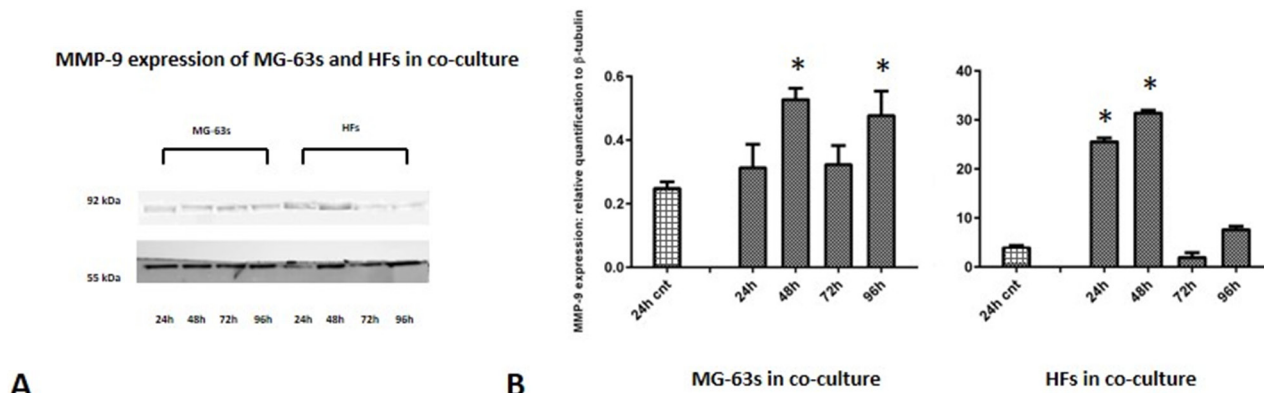 MMP-9 expression of MG-63s and HFs in co-culture
MG-63s HFs
92 kDa
55 kDa
24h 48h 72h 96h 24h 48h 72h 96h
A
MMP-9 expression: relative quantification to β-tubulin
0.6
0.4
0.2
0.0
* *
24h cnt 24h 48h 72h 96h
MG-63s in co-culture
40
30
20
10
0
* *
24h cnt 24h 48h 72h 96h
HFs in co-culture
B